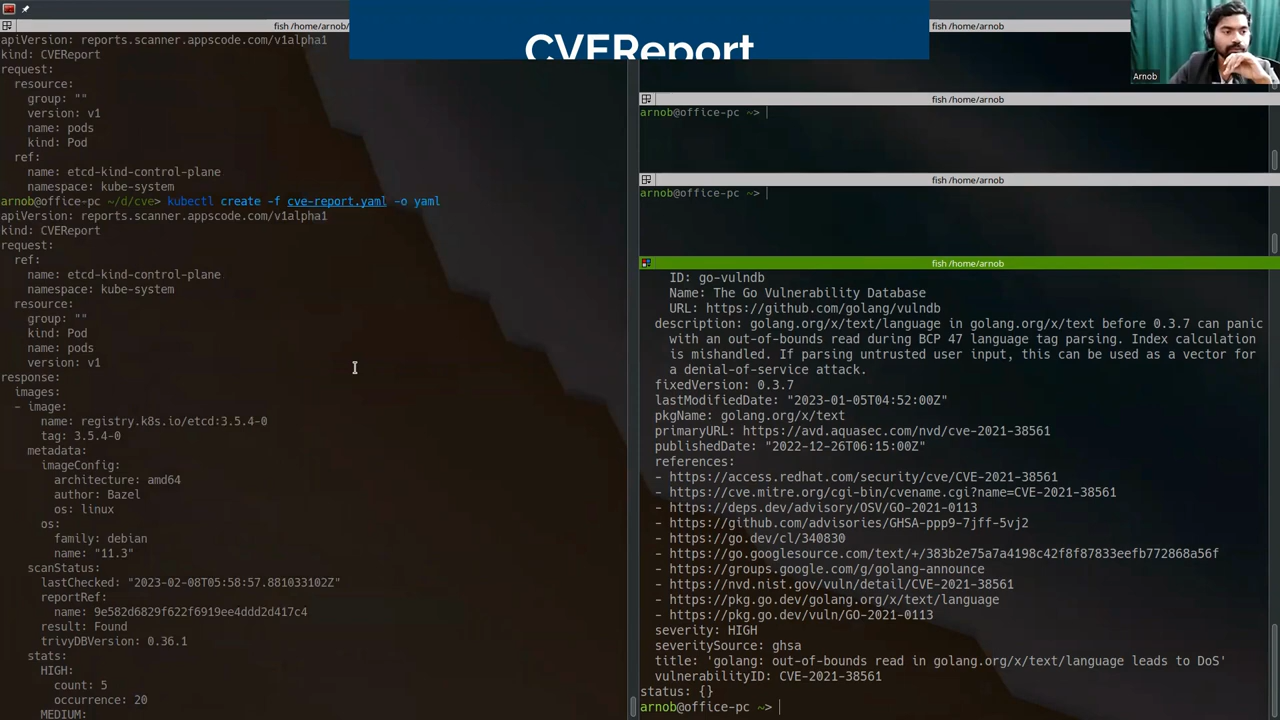 CVEReport
Arnob
fish /home/arnob/
apiVersion: reports.scanner.appscode.com/v1alpha1
kind: CVEReport
request:
  resource:
    group: ""
    version: v1
    name: pods
    kind: Pod
  ref:
    name: etcd-kind-control-plane
    namespace: kube-system
arnob@office-pc ~/d/cve> kubectl create -f cve-report.yaml -o yaml
apiVersion: reports.scanner.appscode.com/v1alpha1
kind: CVEReport
request:
  ref:
    name: etcd-kind-control-plane
    namespace: kube-system
  resource:
    group: ""
    kind: Pod
    name: pods
    version: v1
response:
  images:
  - image:
      name: registry.k8s.io/etcd:3.5.4-0
      tag: 3.5.4-0
    metadata:
      imageConfig:
        architecture: amd64
        author: Bazel
        os: linux
      os:
        family: debian
        name: "11.3"
    scanStatus:
      lastChecked: "2023-02-08T05:58:57.881033102Z"
      reportRef:
        name: 9e582d6829f622f6919ee4ddd2d417c4
      result: Found
      trivyDBVersion: 0.36.1
    stats:
      HIGH:
        count: 5
        occurrence: 20
      MEDIUM:
fish /home/arnob
fish /home/arnob
arnob@office-pc ~>
fish /home/arnob
arnob@office-pc ~>
fish /home/arnob
    ID: go-vulndb
    Name: The Go Vulnerability Database
    URL: https://github.com/golang/vulndb
  description: golang.org/x/text/language in golang.org/x/text before 0.3.7 can panic
    with an out-of-bounds read during BCP 47 language tag parsing. Index calculation
    is mishandled. If parsing untrusted user input, this can be used as a vector for
    a denial-of-service attack.
  fixedVersion: 0.3.7
  lastModifiedDate: "2023-01-05T04:52:00Z"
  pkgName: golang.org/x/text
  primaryURL: https://avd.aquasec.com/nvd/cve-2021-38561
  publishedDate: "2022-12-26T06:15:00Z"
  references:
  - https://access.redhat.com/security/cve/CVE-2021-38561
  - https://cve.mitre.org/cgi-bin/cvename.cgi?name=CVE-2021-38561
  - https://deps.dev/advisory/OSV/GO-2021-0113
  - https://github.com/advisories/GHSA-ppp9-7jff-5vj2
  - https://go.dev/cl/340830
  - https://go.googlesource.com/text/+/383b2e75a7a4198c42f8f87833eefb772868a56f
  - https://groups.google.com/g/golang-announce
  - https://nvd.nist.gov/vuln/detail/CVE-2021-38561
  - https://pkg.go.dev/golang.org/x/text/language
  - https://pkg.go.dev/vuln/GO-2021-0113
  severity: HIGH
  severitySource: ghsa
  title: 'golang: out-of-bounds read in golang.org/x/text/language leads to DoS'
  vulnerabilityID: CVE-2021-38561
status: {}
arnob@office-pc ~>